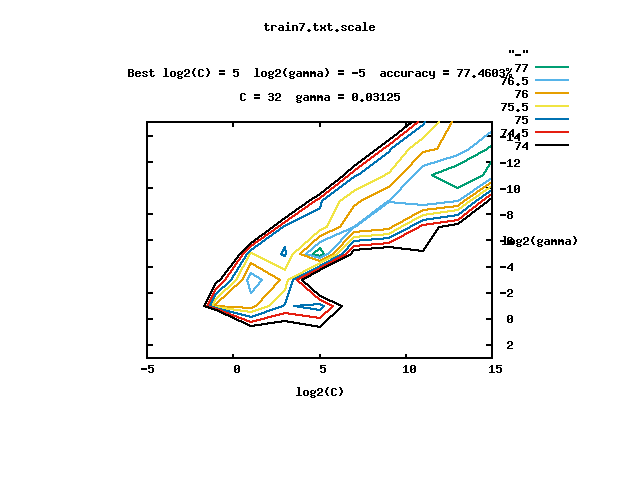 train7.txt.scale
"-"
Best log2(C) = 5  log2(gamma) = -5  accuracy = 77.4603%
77
76.5
C = 32  gamma = 0.03125
76
75.5
75
74.5
74
-14
-12
-10
-8
-6
log2(gamma)
-4
-2
0
2
-5 0 5 10 15
log2(C)